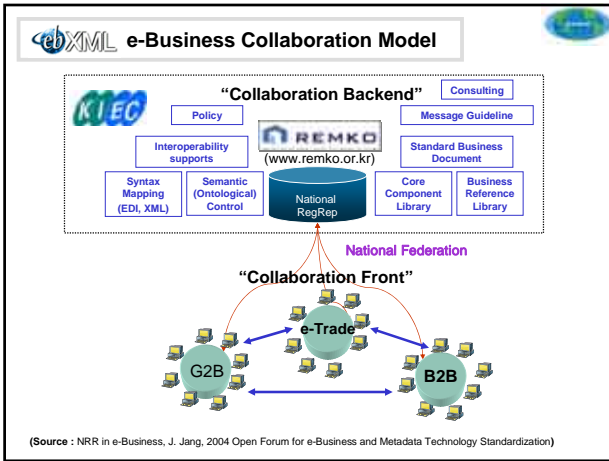 ebXML e-Business Collaboration Model
KIEC
“Collaboration Backend”
Consulting
Policy
Message Guideline
REMKO
(www.remko.or.kr)
Interoperability
supports
Standard Business
Document
Syntax
Mapping
(EDI, XML)
Semantic
(Ontological)
Control
National
RegRep
Core
Component
Library
Business
Reference
Library
National Federation
“Collaboration Front”
e-Trade
G2B
B2B
(Source : NRR in e-Business, J. Jang, 2004 Open Forum for e-Business and Metadata Technology Standardization)